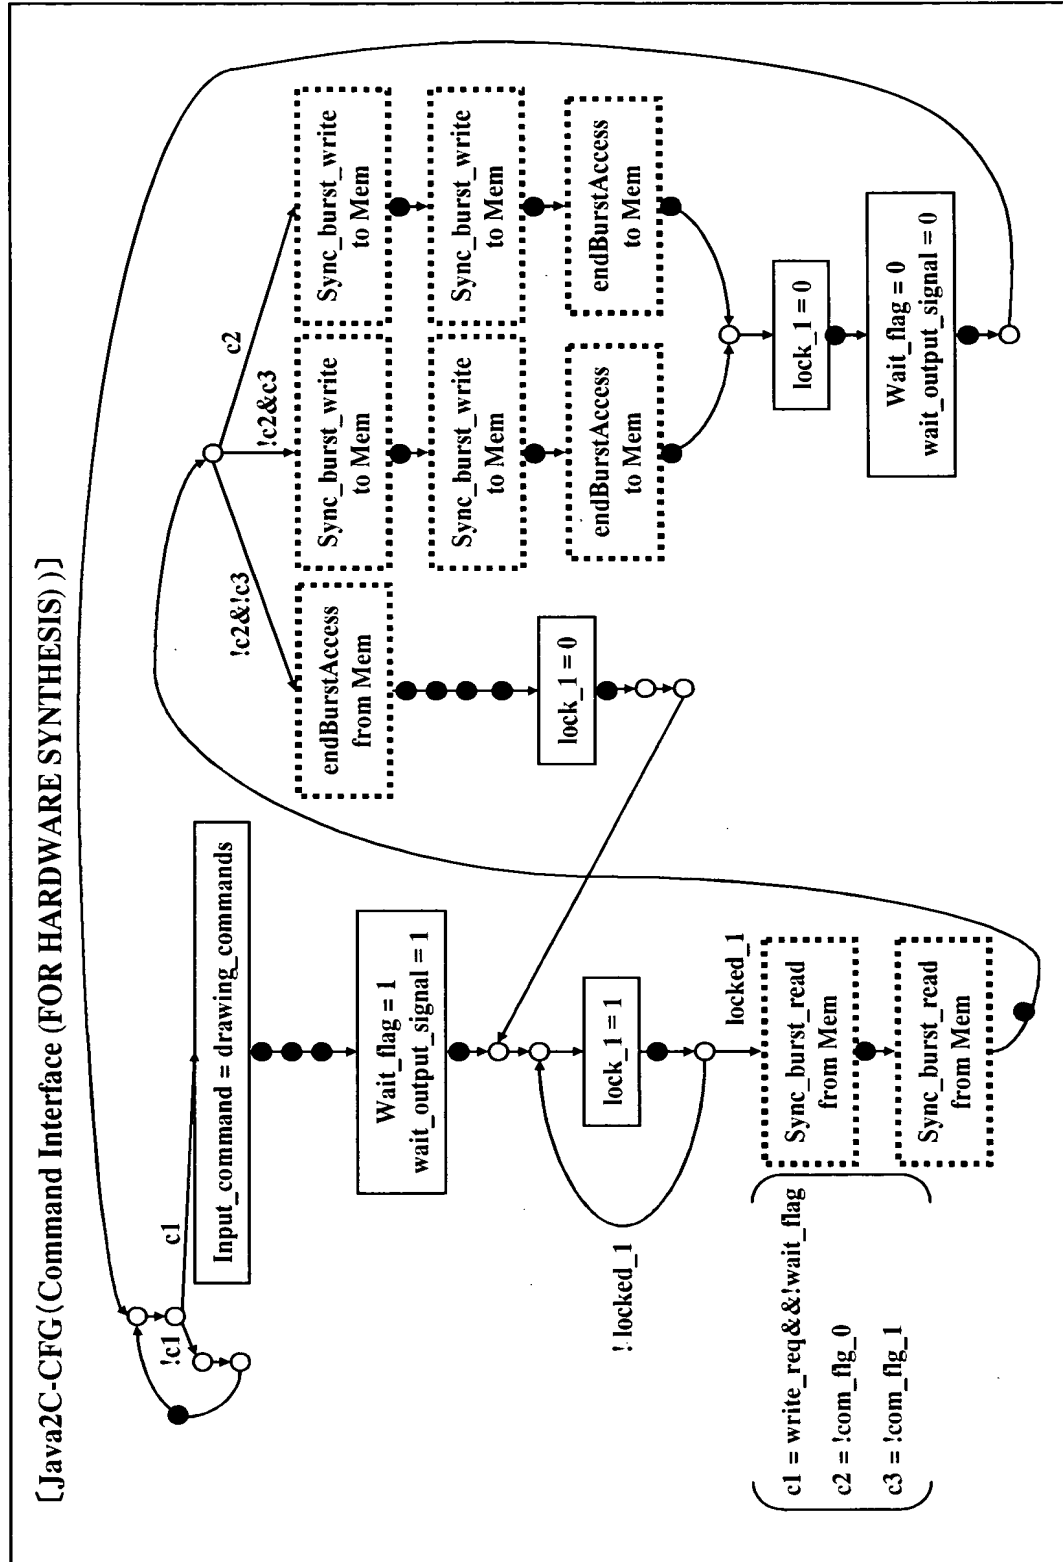 [Java2C-CFG(Command Interface (FOR HARDWARE SYNTHESIS) )]
!c1
c1
Input_command = drawing_commands
Wait_flag = 1
wait_output_signal = 1
lock_1 = 1
! locked_1
locked_1
Sync_burst_read
from Mem
Sync_burst_read
from Mem
c1 = write_req&&!wait_flag
c2 = !com_flg_0
c3 = !com_flg_1
!c2&!c3
!c2&c3
c2
endBurstAccess
from Mem
lock_1 = 0
Sync_burst_write
to Mem
Sync_burst_write
to Mem
endBurstAccess
to Mem
Sync_burst_write
to Mem
Sync_burst_write
to Mem
endBurstAccess
to Mem
lock_1 = 0
Wait_flag = 0
wait_output_signal = 0